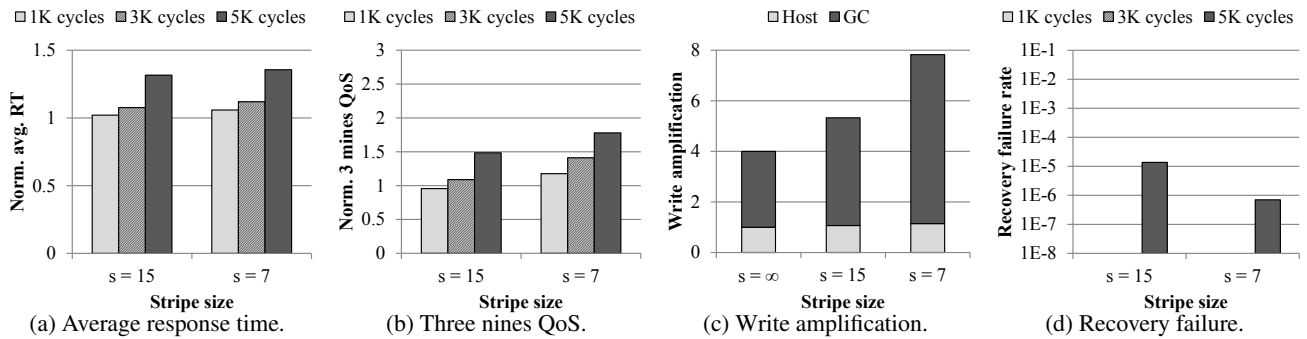 1K cycles 3K cycles 5K cycles
1.5
1
0.5
0
Norm. avg. RT
s = 15 s = 7
Stripe size
(a) Average response time.
1K cycles 3K cycles 5K cycles
3
2.5
2
1.5
1
0.5
0
Norm. 3 mines QoS
s = 15 s = 7
Stripe size
(b) Three nines QoS.
Host GC
8
6
4
2
0
Write amplification
s = ∞ s = 15 s = 7
Stripe size
(c) Write amplification.
1K cycles 3K cycles 5K cycles
1E-1
1E-2
1E-3
1E-4
1E-5
1E-6
1E-7
1E-8
Recovery failure rate
s = 15 s = 7
Stripe size
(d) Recovery failure.